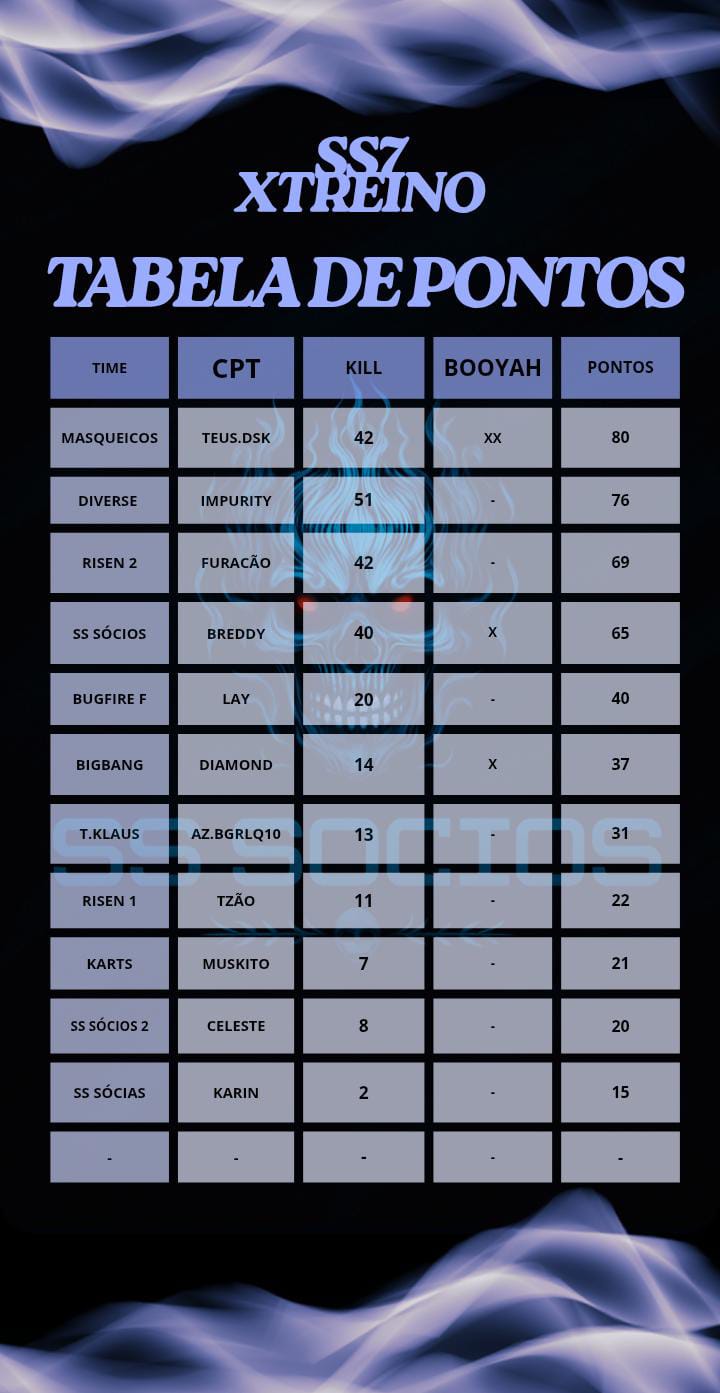 SS7
XTREINO
TABELA DE PONTOS
TIME CPT KILL BOOYAH PONTOS
MASQUEICOS TEUS.DSK 42 XX 80
DIVERSE IMPURITY 51 - 76
RISEN 2 FURACÃO 42 - 69
SS SÓCIOS BREDDY 40 X 65
BUGFIRE F LAY 20 - 40
BIGBANG DIAMOND 14 X 37
T.KLAUS AZ.BGRLQ10 13 - 31
SS SOCIOS
RISEN 1 TZÃO 11 - 22
KARTS MUSKITO 7 - 21
SS SÓCIOS 2 CELESTE 8 - 20
SS SÓCIAS KARIN 2 - 15
- - - - -